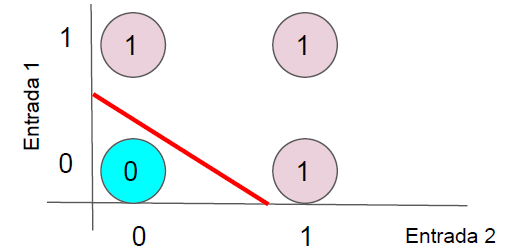 1 1 1
Entrada 1
0 0 1
0 1 Entrada 2